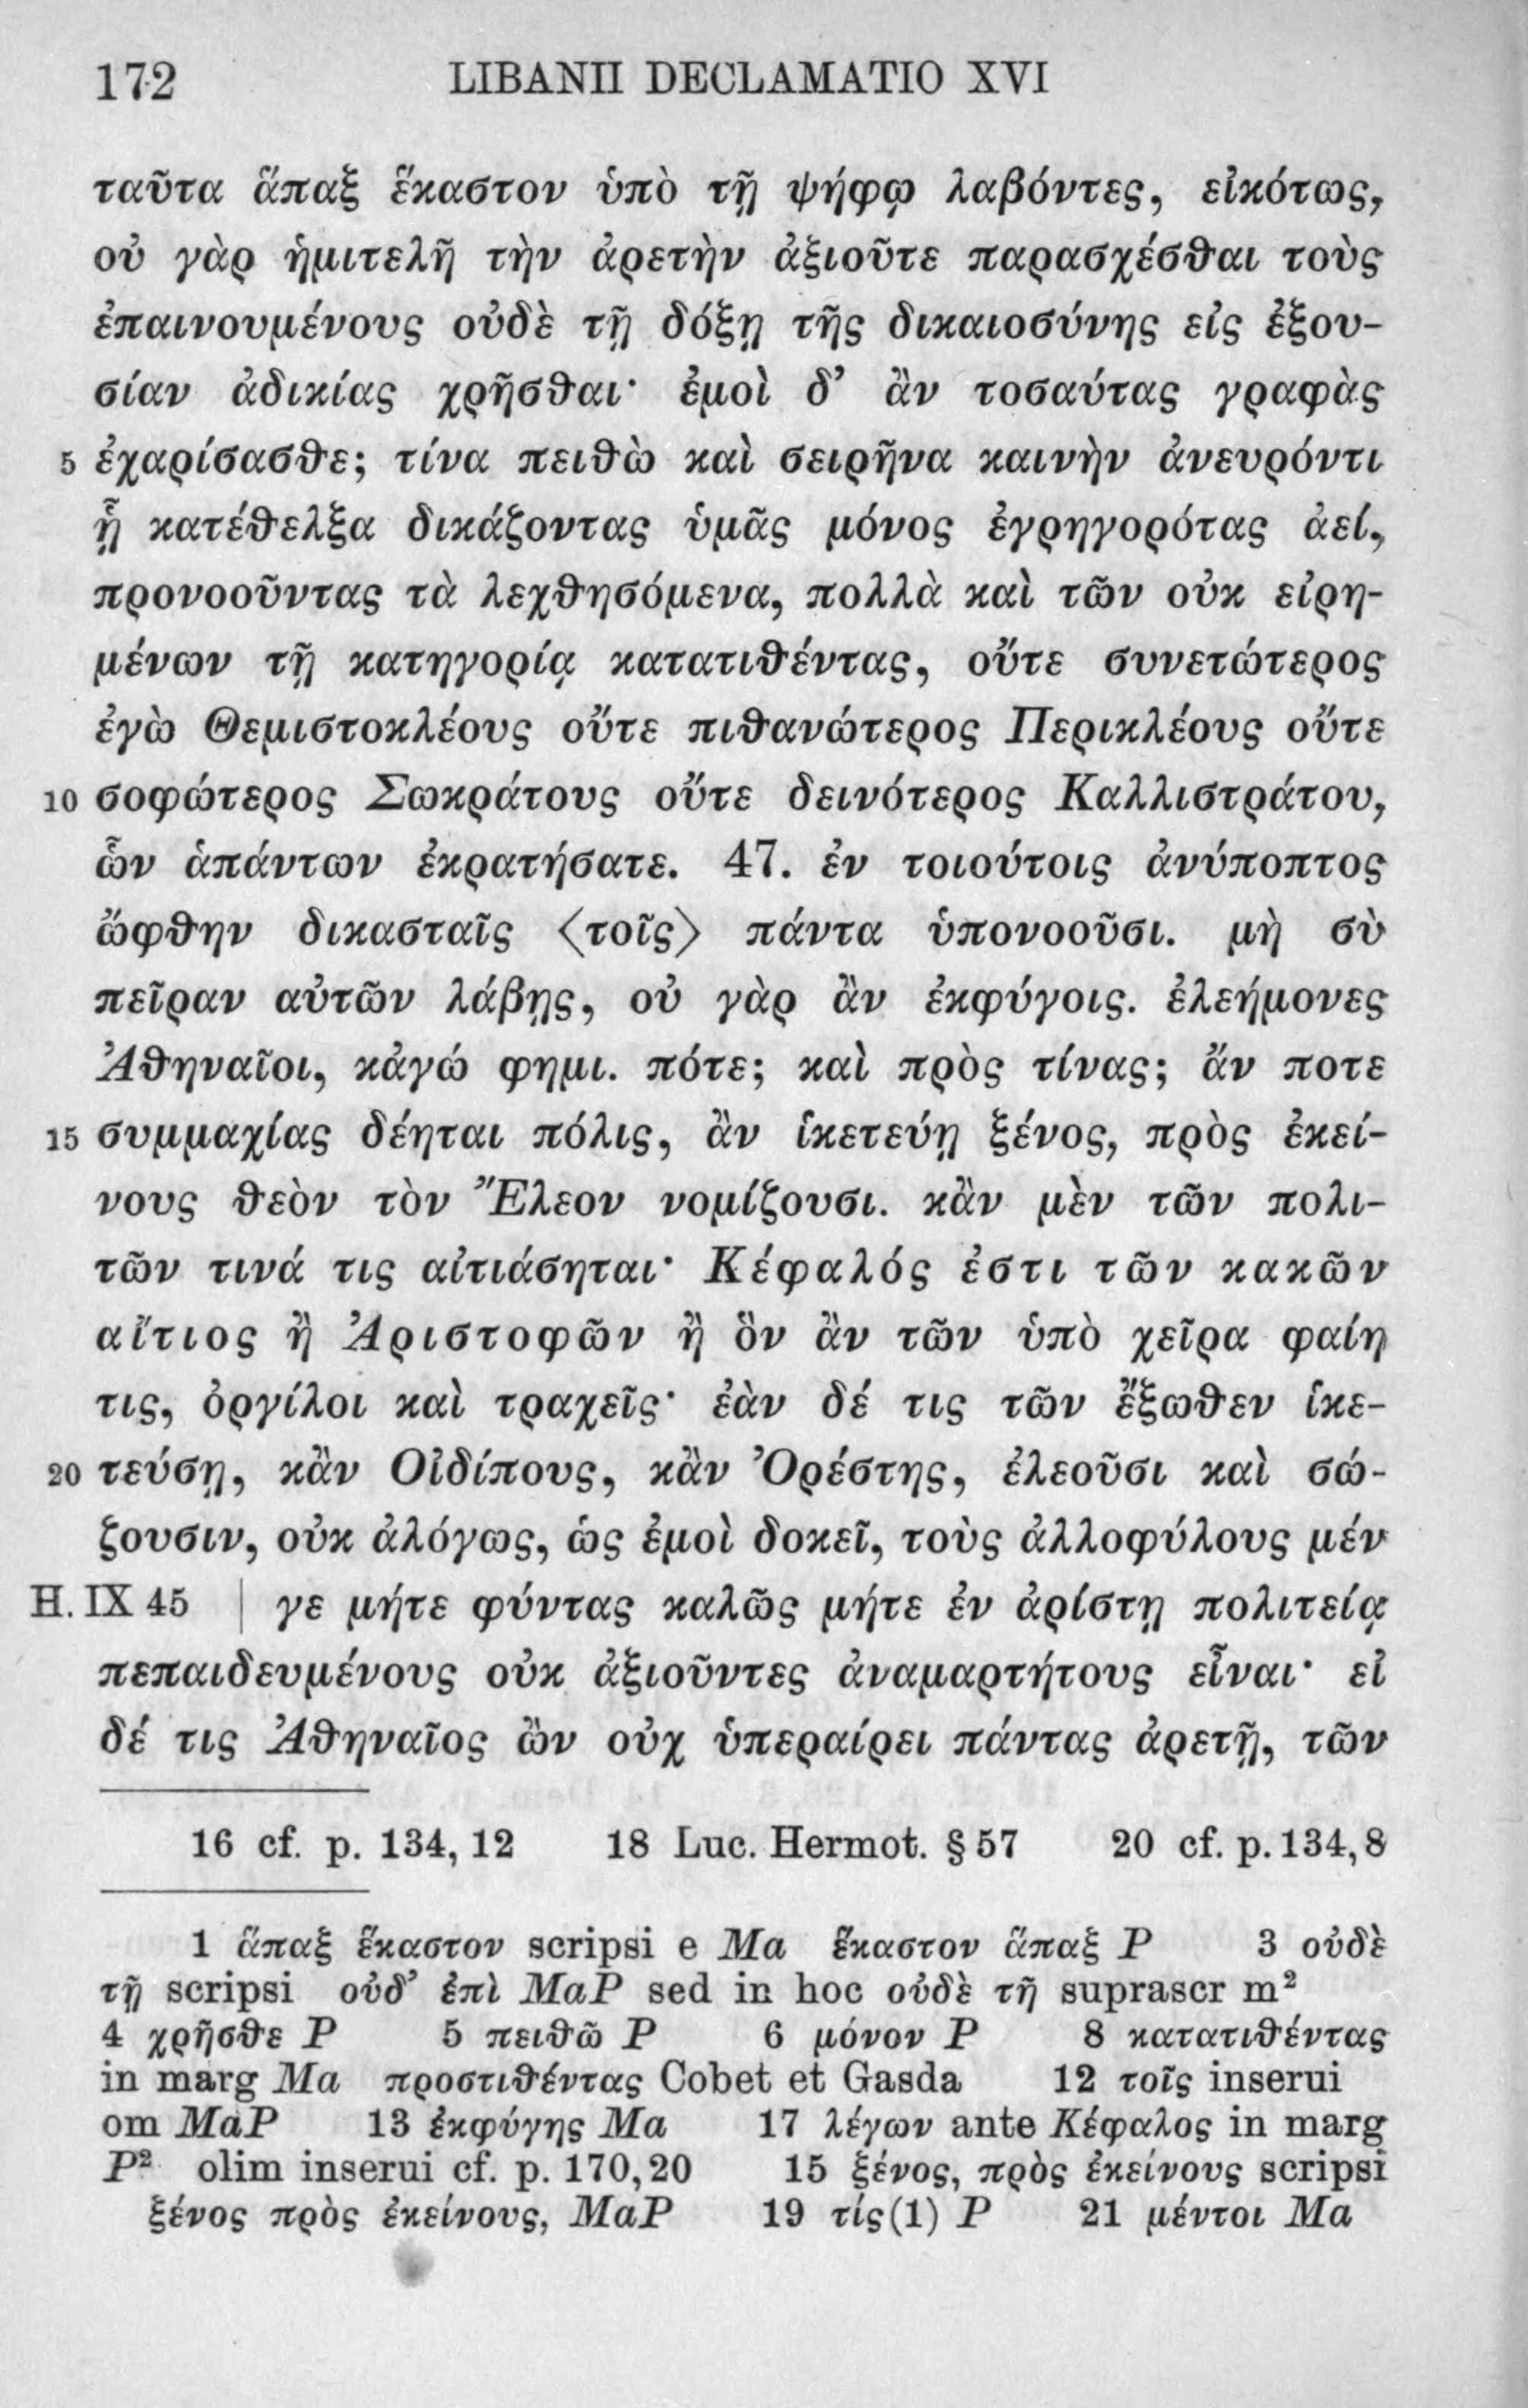 172 LIBANII DECLAMATIO XVI
ταῦτα ἅπαξ ἕκαστον ὑπὸ τῇ ψήφῳ λαβόντες, εἰκότως,
οὐ γὰρ ἡμιτελῆ τὴν ἀρετὴν ἀξιοῦτε παρασχέσθαι τοὺς
ἐπαινουμένους οὐδὲ τῇ δόξῃ τῆς δικαιοσύνης εἰς ἐξου-
σίαν ἀδικίας χρῆσθαι· ἐμοὶ δ’ ἂν τοσαύτας γραφὰς
5 ἐχαρίσασθε; τίνα πειθὼ καὶ σειρῆνα καινὴν ἀνευρόντι
ᾗ κατέθελξα δικάζοντας ὑμᾶς μόνος ἐγρηγορότας ἀεί,
προνοοῦντας τὰ λεχθησόμενα, πολλὰ καὶ τῶν οὐκ εἰρη-
μένων τῇ κατηγορίᾳ κατατιθέντας, οὔτε συνετώτερος
ἐγὼ Θεμιστοκλέους οὔτε πιθανώτερος Περικλέους οὔτε
10 σοφώτερος Σωκράτους οὔτε δεινότερος Καλλιστράτου,
ὧν ἁπάντων ἐκρατήσατε. 47. ἐν τοιούτοις ἀνύποπτος
ὤφθην δικασταῖς ⟨τοῖς⟩ πάντα ὑπονοοῦσι. μὴ σὺ
πεῖραν αὐτῶν λάβῃς, οὐ γὰρ ἂν ἐκφύγοις. ἐλεήμονες
Ἀθηναῖοι, κἀγώ φημι. πότε; καὶ πρὸς τίνας; ἄν ποτε
15 συμμαχίας δέηται πόλις, ἂν ἱκετεύῃ ξένος, πρὸς ἐκεί-
νους θεὸν τὸν Ἔλεον νομίζουσι. κἂν μὲν τῶν πολι-
τῶν τινά τις αἰτιάσηται· Κέφαλός ἐστι τῶν κακῶν
αἴτιος ἢ Ἀριστοφῶν ἢ ὃν ἂν τῶν ὑπὸ χεῖρα φαίη
τις, ὀργίλοι καὶ τραχεῖς· ἐὰν δέ τις τῶν ἔξωθεν ἱκε-
20 τεύσῃ, κἂν Οἰδίπους, κἂν Ὀρέστης, ἐλεοῦσι καὶ σώ-
ζουσιν, οὐκ ἀλόγως, ὡς ἐμοὶ δοκεῖ, τοὺς ἀλλοφύλους μέν
H. IX 45 | γε μήτε φύντας καλῶς μήτε ἐν ἀρίστῃ πολιτείᾳ
πεπαιδευμένους οὐκ ἀξιοῦντες ἀναμαρτήτους εἶναι· εἰ
δέ τις Ἀθηναῖος ὢν οὐχ ὑπεραίρει πάντας ἀρετῇ, τῶν
16 cf. p. 134, 12 18 Luc. Hermot. § 57 20 cf. p. 134, 8
1 ἅπαξ ἕκαστον scripsi e Ma ἕκαστον ἅπαξ P 3 οὐδὲ
τῇ scripsi οὐδ’ ἐπὶ MaP sed in hoc οὐδὲ τῇ suprascr m²
4 χρῆσθε P 5 πειθῶ P 6 μόνον P 8 κατατιθέντας
in marg Ma προστιθέντας Cobet et Gasda 12 τοῖς inserui
om MaP 13 ἐκφύγῃς Ma 17 λέγων ante Κέφαλος in marg
P² olim inserui cf. p. 170, 20 15 ξένος, πρὸς ἐκείνους scripsi
ξένος πρὸς ἐκείνους, MaP 19 τίς(1) P 21 μέντοι Ma